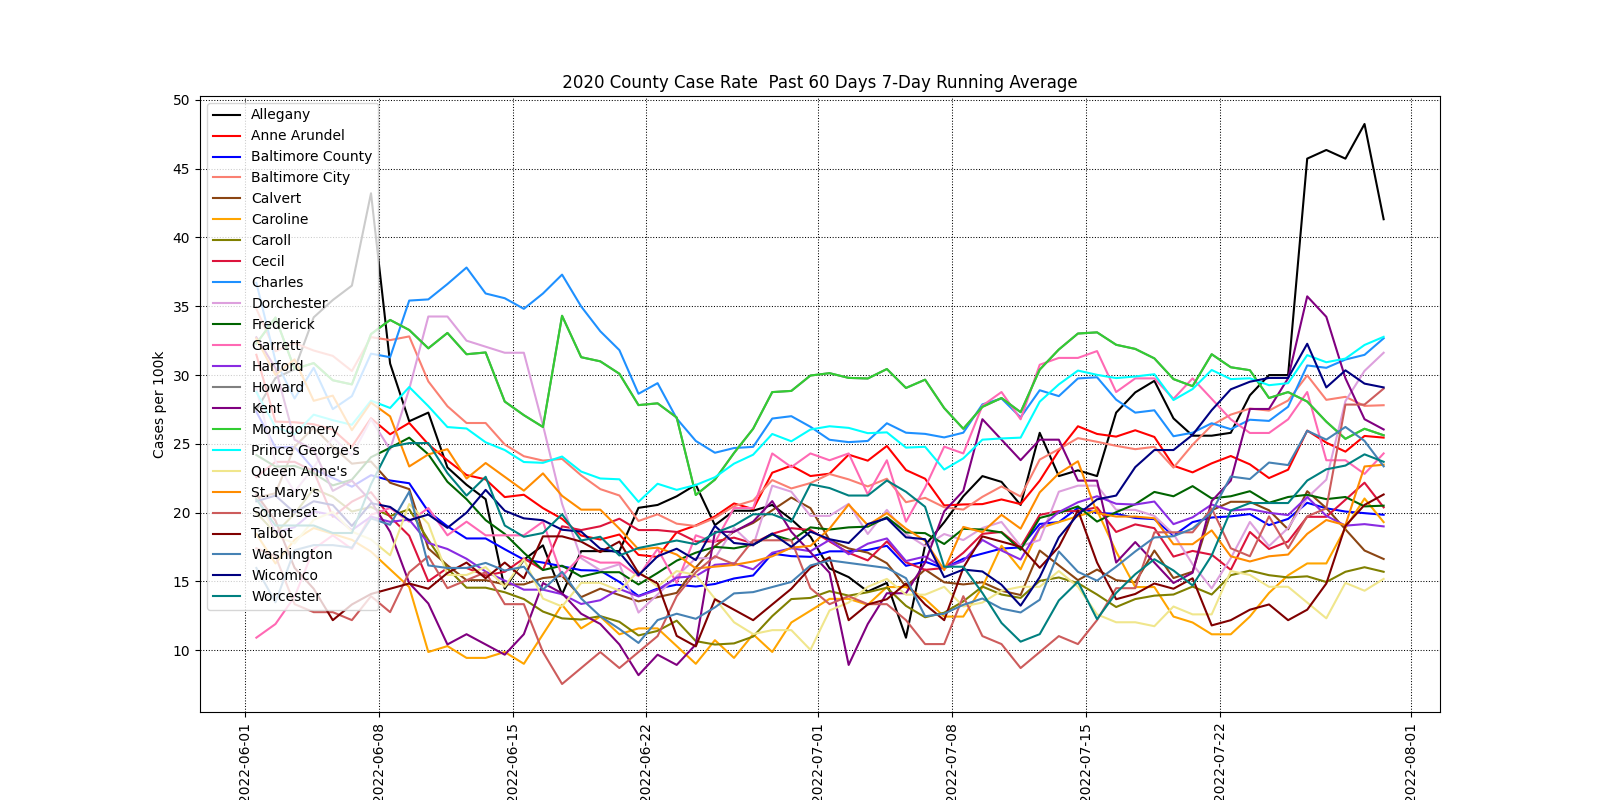 2020 County Case Rate  Past 60 Days 7-Day Running Average
Cases per 100k
50
45
40
35
30
25
20
15
10
Allegany
Anne Arundel
Baltimore County
Baltimore City
Calvert
Caroline
Caroll
Cecil
Charles
Dorchester
Frederick
Garrett
Harford
Howard
Kent
Montgomery
Prince George's
Queen Anne's
St. Mary's
Somerset
Talbot
Washington
Wicomico
Worcester
2022-06-01
2022-06-08
2022-06-15
2022-06-22
2022-07-01
2022-07-08
2022-07-15
2022-07-22
2022-08-01